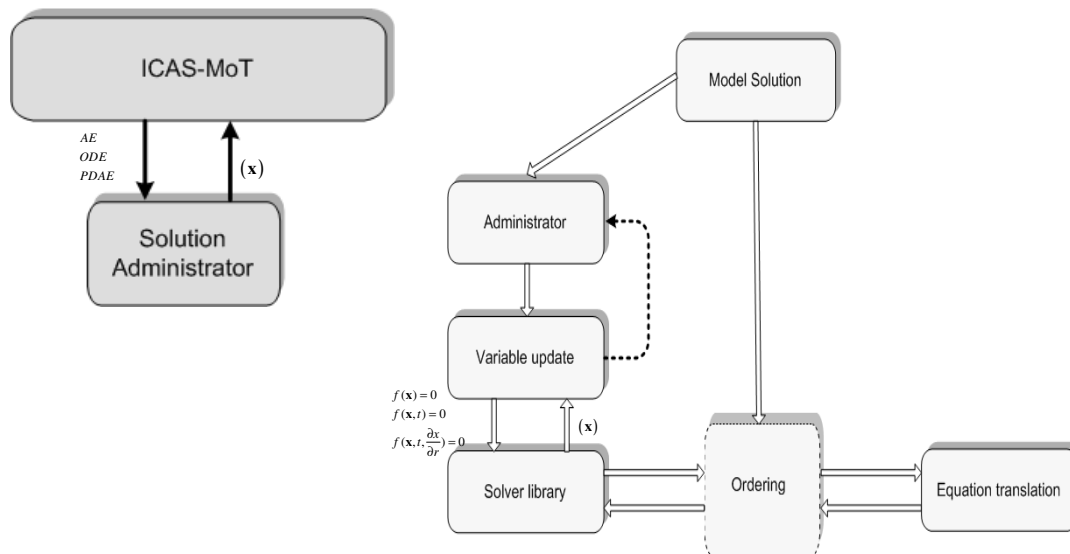 ICAS-MoT
AE
ODE
PDAE
(x)
Solution
Administrator
Model Solution
Administrator
Variable update
f(x)=0
f(x,t)=0
f(x,t,∂x/∂r)=0
(x)
Solver library
Ordering
Equation translation